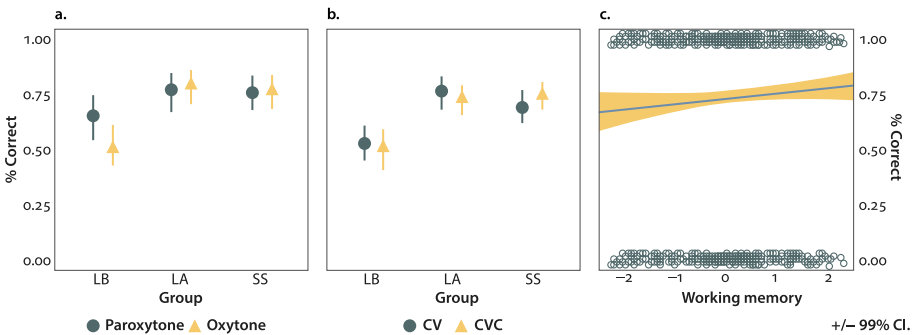 a.
b.
c.
1.00
0.75
0.50
0.25
0.00
% Correct
LB LA SS
Group
LB LA SS
Group
−2 −1 0 1 2
Working memory
1.00
0.75
0.50
0.25
0.00
% Correct
Paroxytone Oxytone
CV CVC
+/− 99% CI.